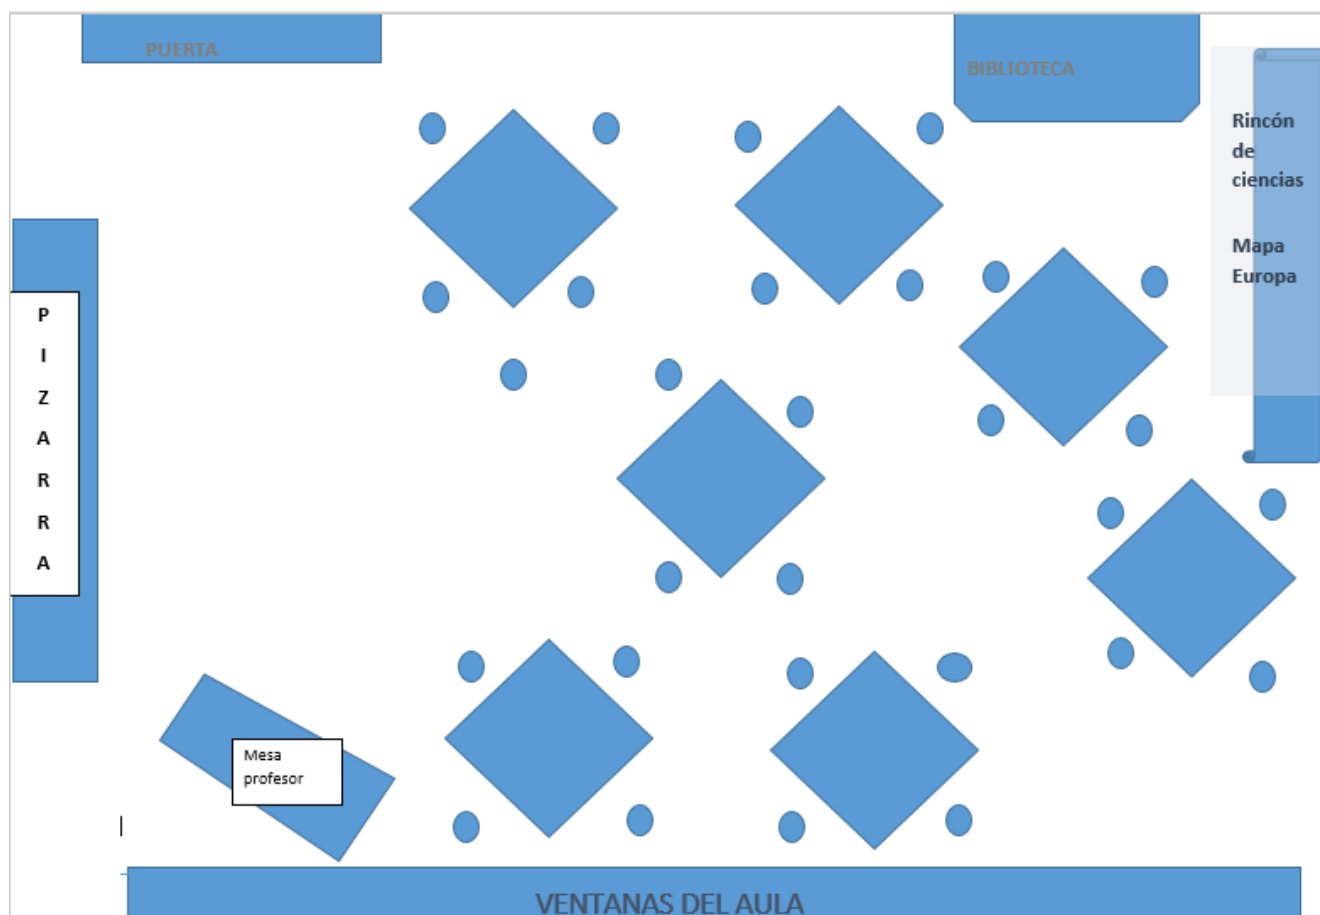 PUERTA
BIBLIOTECA
Rincón
de
ciencias
Mapa
Europa
P
I
Z
A
R
R
A
Mesa
profesor
VENTANAS DEL AULA